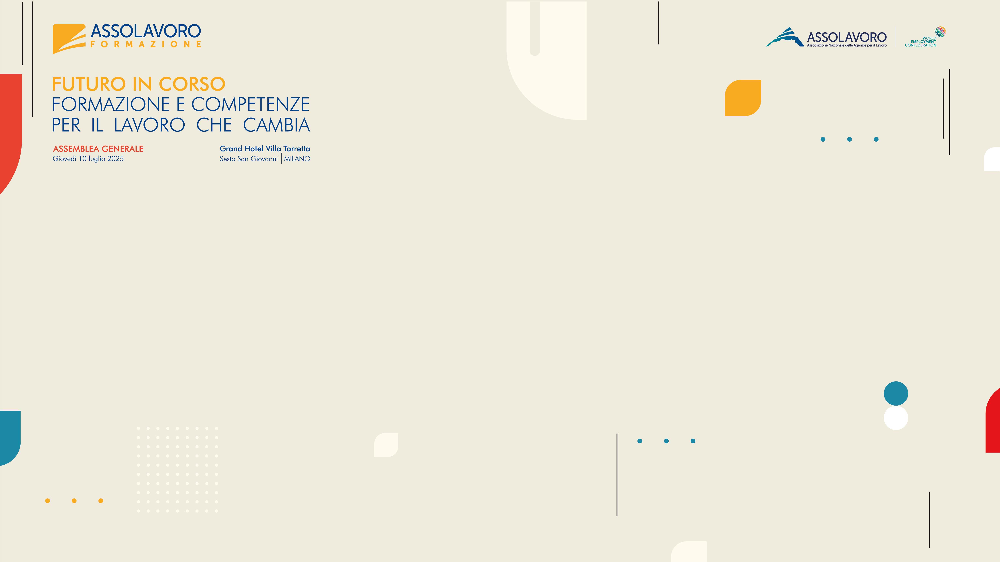 ASSOLAVORO
FORMAZIONE
ASSOLAVORO
Associazione Nazionale delle Agenzie per il Lavoro
WORLD
EMPLOYMENT
CONFEDERATION
FUTURO IN CORSO
FORMAZIONE E COMPETENZE
PER IL LAVORO CHE CAMBIA
ASSEMBLEA GENERALE
Giovedì 10 luglio 2025
Grand Hotel Villa Torretta
Sesto San Giovanni | MILANO